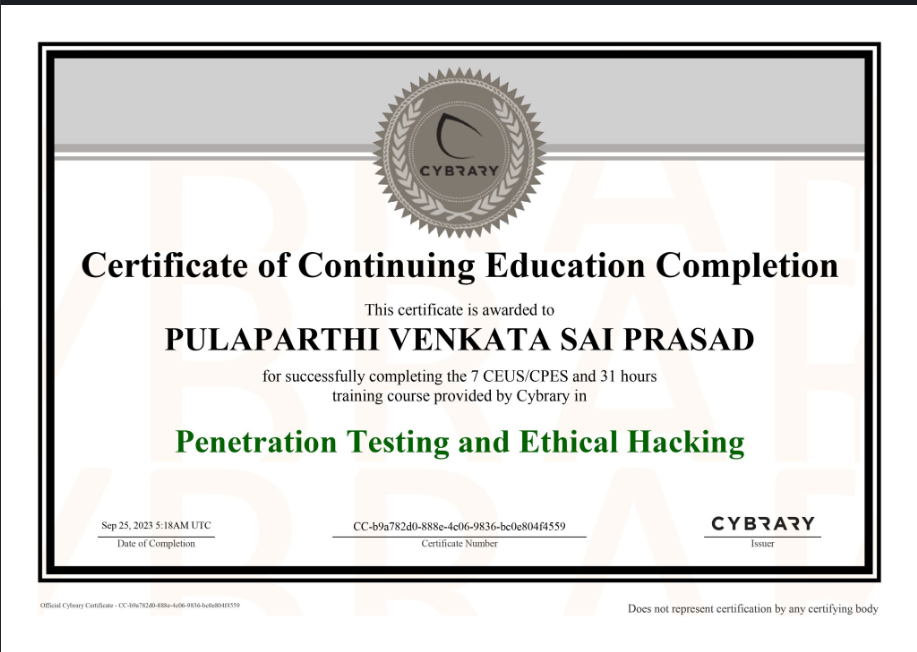 CYBRARY
Certificate of Continuing Education Completion
This certificate is awarded to
PULAPARTHI VENKATA SAI PRASAD
for successfully completing the 7 CEUS/CPES and 31 hours
training course provided by Cybrary in
Penetration Testing and Ethical Hacking
Sep 25, 2023 5:18AM UTC
Date of Completion
CC-b9a782d0-888e-4c06-9836-bc0e804f4559
Certificate Number
CYBRARY
Issuer
Official Cybrary Certificate - CC-b9a782d0-888e-4c06-9836-bc0e804f4559
Does not represent certification by any certifying body